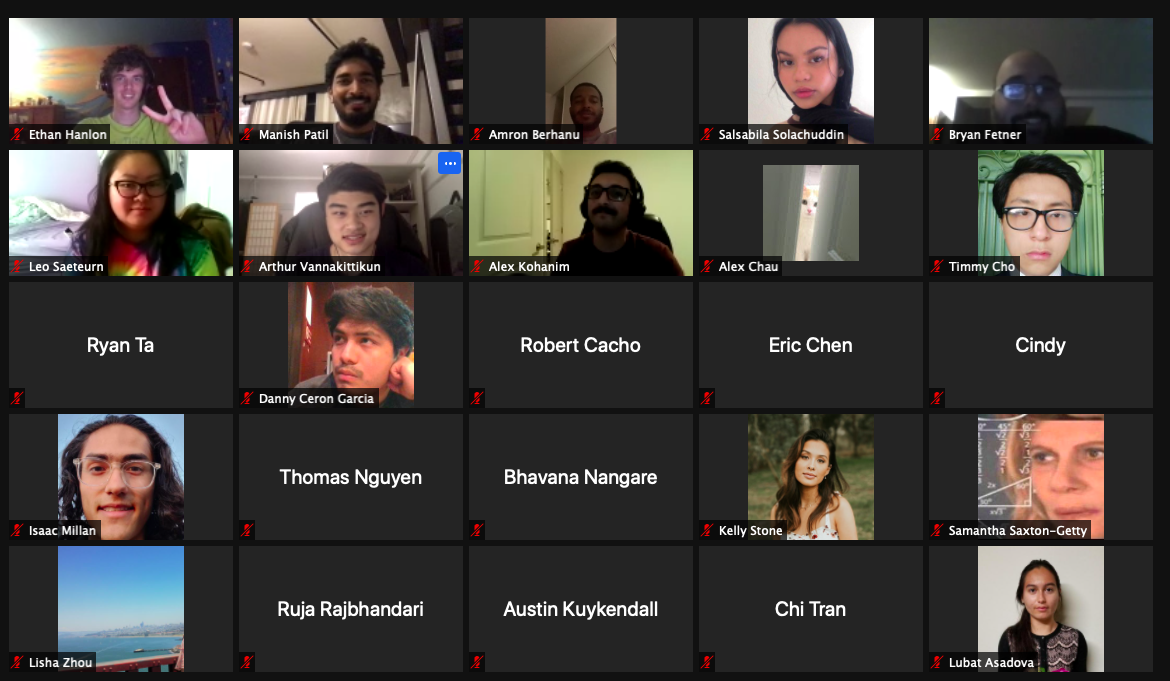 Ethan Hanlon
Manish Patil
Amron Berhanu
Salsabila Solachuddin
Bryan Fetner
Leo Saeteurn
Arthur Vannakittikun
Alex Kohanim
Alex Chau
Timmy Cho
Ryan Ta
Danny Ceron Garcia
Robert Cacho
Eric Chen
Cindy
Isaac Millan
Thomas Nguyen
Bhavana Nangare
Kelly Stone
Samantha Saxton-Getty
Lisha Zhou
Ruja Rajbhandari
Austin Kuykendall
Chi Tran
Lubat Asadova